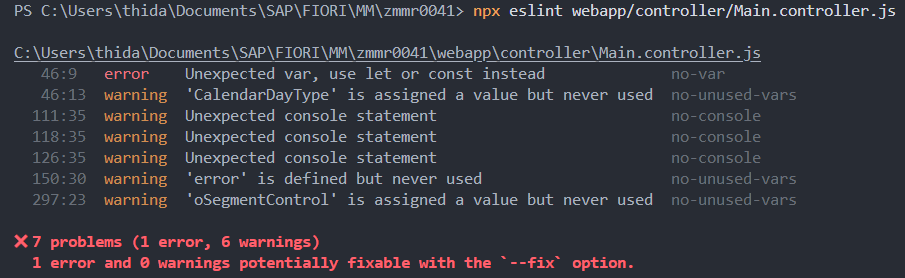 PS C:\Users\thida\Documents\SAP\FIORI\MM\zmmr0041> npx eslint webapp/controller/Main.controller.js
C:\Users\thida\Documents\SAP\FIORI\MM\zmmr0041\webapp\controller\Main.controller.js
46:9 error Unexpected var, use let or const instead no-var
46:13 warning 'CalendarDayType' is assigned a value but never used no-unused-vars
111:35 warning Unexpected console statement no-console
118:35 warning Unexpected console statement no-console
126:35 warning Unexpected console statement no-console
150:30 warning 'error' is defined but never used no-unused-vars
297:23 warning 'oSegmentControl' is assigned a value but never used no-unused-vars
❌ 7 problems (1 error, 6 warnings)
1 error and 0 warnings potentially fixable with the `--fix` option.